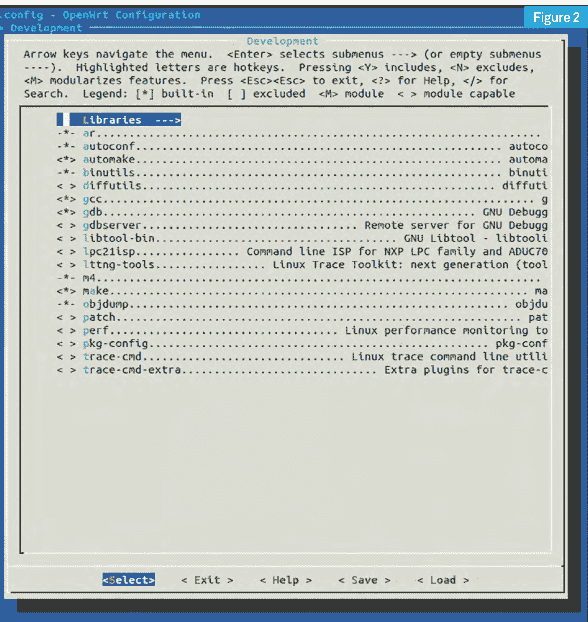 .config - OpenWrt Configuration
Figure 2
Development
Development
Arrow keys navigate the menu.  <Enter> selects submenus ---> (or empty submenus
----).  Highlighted letters are hotkeys.  Pressing <Y> includes, <N> excludes,
<M> modularizes features.  Press <Esc><Esc> to exit, <?> for Help, </> for
Search.  Legend: [*] built-in  [ ] excluded  <M> module  < > module capable
Libraries  --->
-*- ar......................................................................
-*- autoconf....................................................... autoco
<*> automake....................................................... automa
-*- binutils....................................................... binuti
< > diffutils...................................................... diffuti
<*> gcc............................................................ g
<*> gdb........................................................ GNU Debugg
< > gdbserver...................................... Remote server for GNU Debugg
< > libtool-bin...................................... GNU Libtool - libtooli
< > lpc21isp................ Command line ISP for NXP LPC family and ADUC70
< > lttng-tools.................. Linux Trace Toolkit: next generation (tool
-*- m4......................................................................
<*> make........................................................... ma
-*- objdump........................................................ objdu
< > patch.......................................................... pat
< > perf................................... Linux performance monitoring to
< > pkg-config..................................................... pkg-conf
< > trace-cmd................................ Linux trace command line utili
< > trace-cmd-extra.............................. Extra plugins for trace-c
<Select>    < Exit >    < Help >    < Save >    < Load >